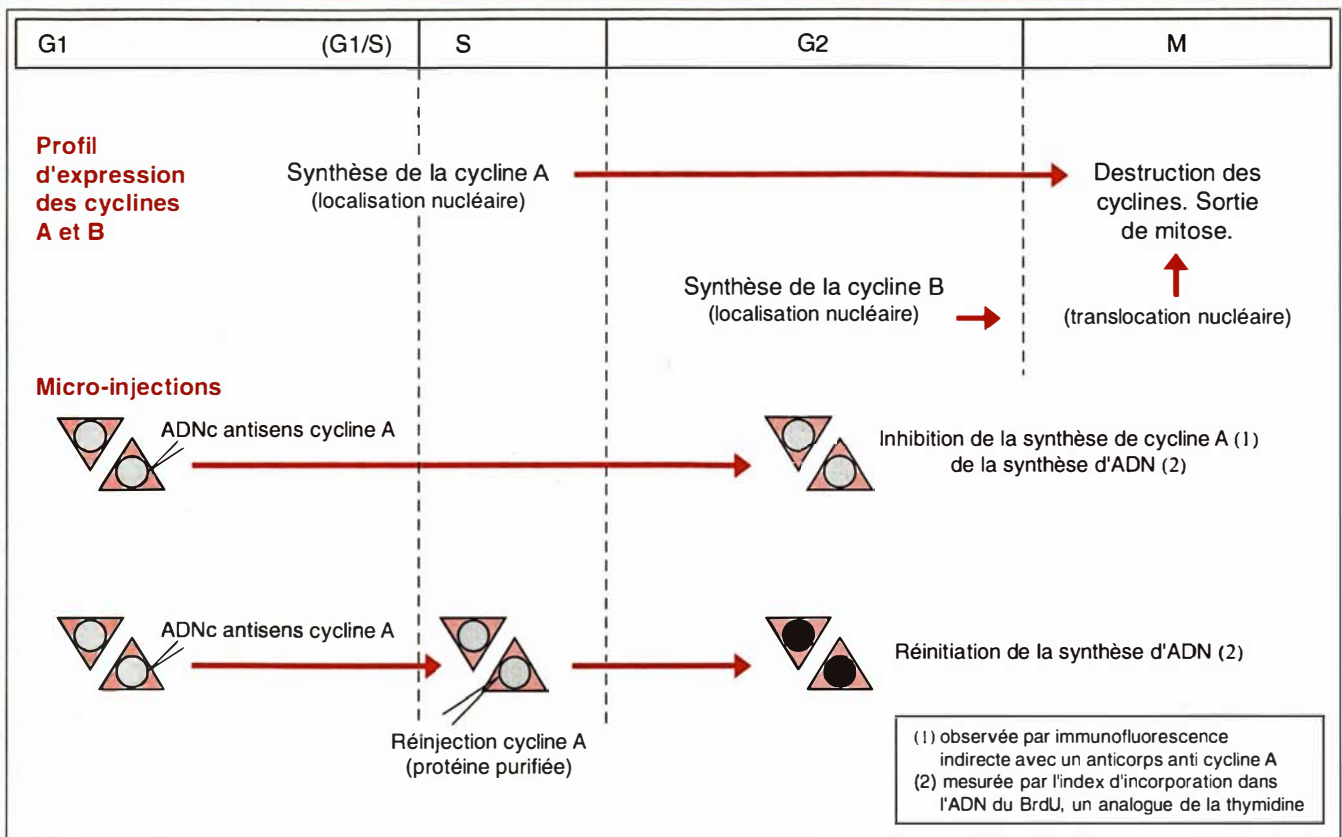 G1 (G1/S) S G2 M
Profil
d'expression
des cyclines
A et B
Synthèse de la cycline A
(localisation nucléaire)
Destruction des
cyclines. Sortie
de mitose.
Synthèse de la cycline B
(localisation nucléaire)
(translocation nucléaire)
Micro-injections
ADNc antisens cycline A
Inhibition de la synthèse de cycline A (1)
de la synthèse d'ADN (2)
ADNc antisens cycline A
Réinjection cycline A
(protéine purifiée)
Réinitiation de la synthèse d'ADN (2)
(1) observée par immunofluorescence
indirecte avec un anticorps anti cycline A
(2) mesurée par l'index d'incorporation dans
l'ADN du BrdU, un analogue de la thymidine